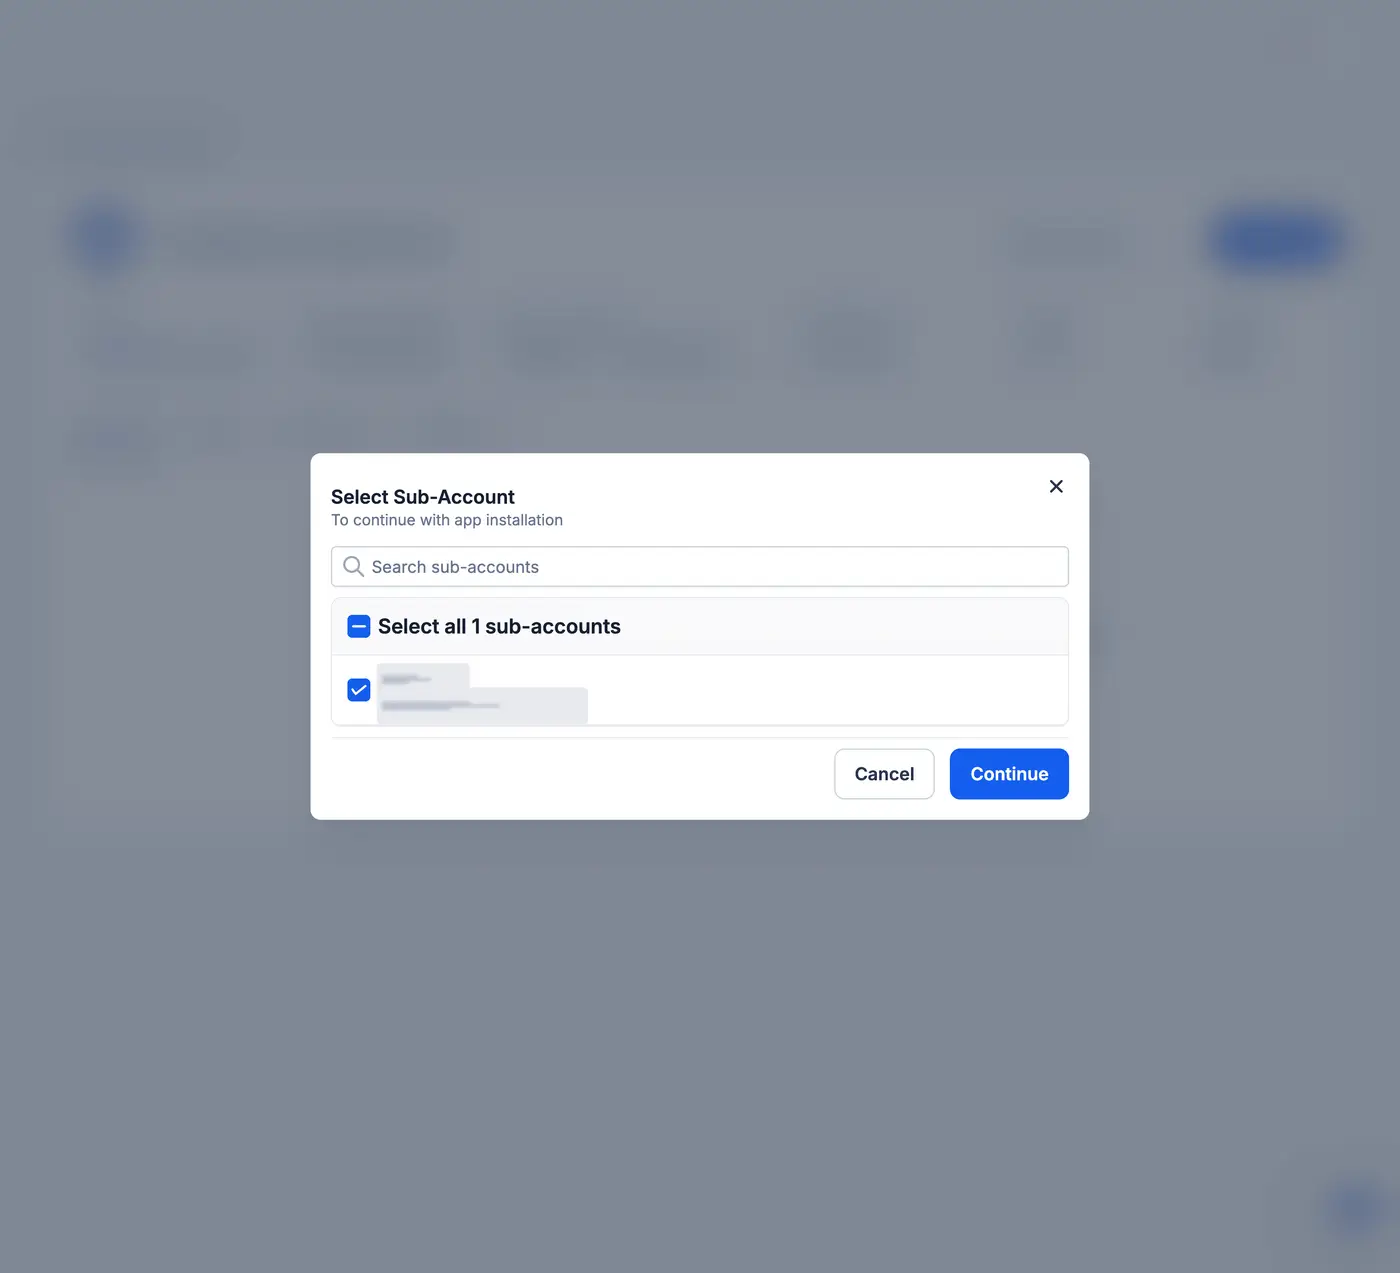 Select Sub-Account
To continue with app installation
Search sub-accounts
Select all 1 sub-accounts
Cancel
Continue